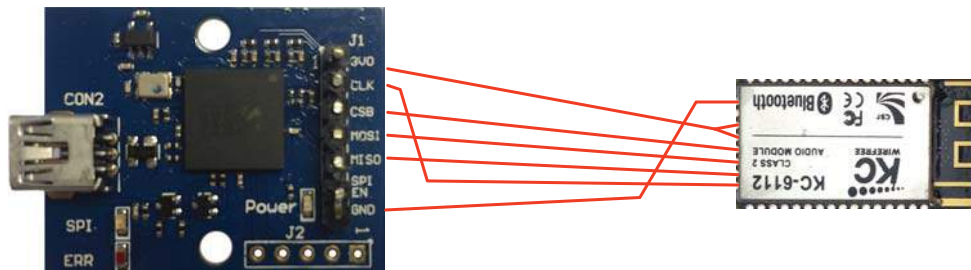 J1
3V0
CLK
CSB
MOSI
MISO
SPI
EN
GND
CON2
SPI
ERR
Power
J2
1
Bluetooth
FC CE
CSR
AUDIO MODULE
CLASS 2
WIREFREE
KC
KC-6112